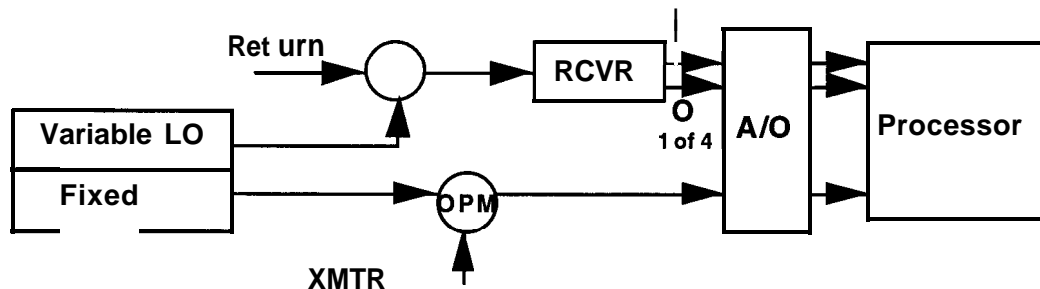 Ret urn
RCVR
I
O
1 of 4
A/O
Processor
Variable LO
Fixed
OPM
XMTR